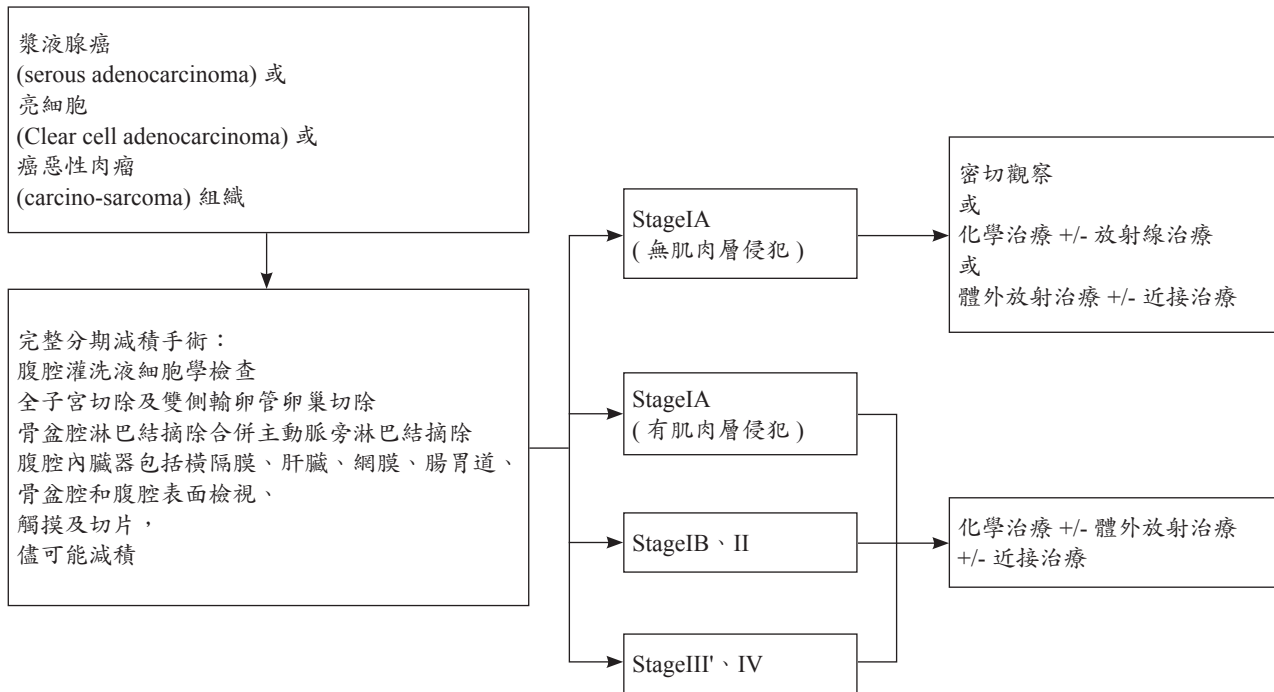 漿液腺癌
(serous adenocarcinoma) 或
亮細胞
(Clear cell adenocarcinoma) 或
癌惡性肉瘤
(carcino-sarcoma) 組織
完整分期減積手術：
腹腔灌洗液細胞學檢查
全子宮切除及雙側輸卵管卵巢切除
骨盆腔淋巴結摘除合併主動脈旁淋巴結摘除
腹腔內臟器包括橫隔膜、肝臟、網膜、腸胃道、
骨盆腔和腹腔表面檢視、
觸摸及切片，
儘可能減積
StageIA
( 無肌肉層侵犯 )
StageIA
( 有肌肉層侵犯 )
StageIB、II
StageIII'、IV
密切觀察
或
化學治療 +/- 放射線治療
或
體外放射治療 +/- 近接治療
化學治療 +/- 體外放射治療
+/- 近接治療